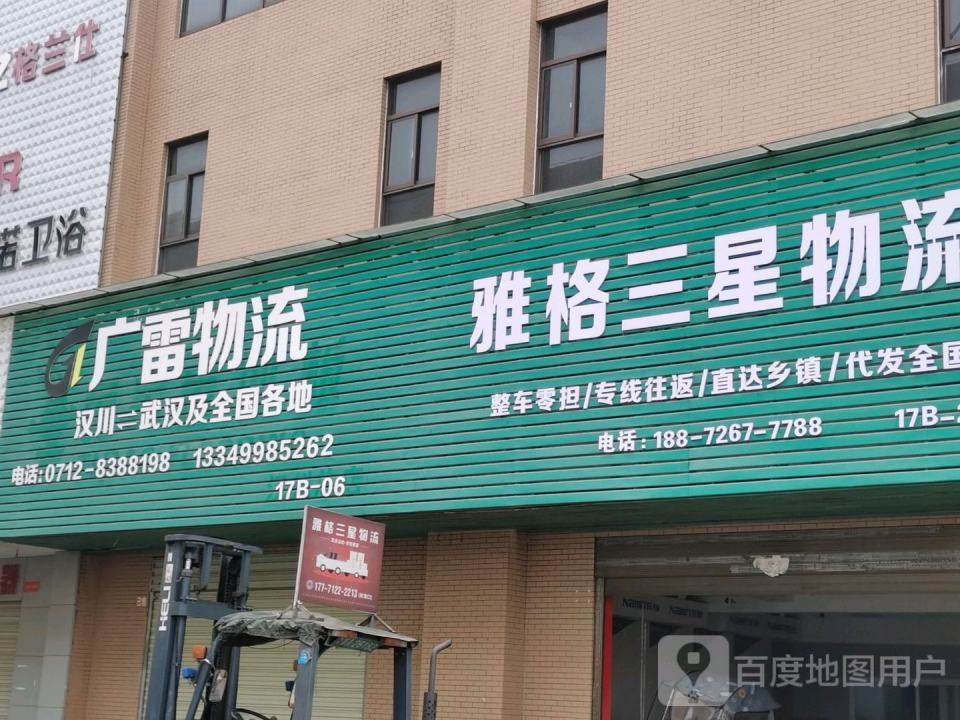 格兰仕
R
诺卫浴
广雷物流
汉川⇌武汉及全国各地
电话:0712-8388198 13349985262
17B-06
雅格三星物流
整车零担/专线往返/直达乡镇/代发全国
电话: 188-7267-7788
17B-
雅格三星物流
177-7122-2213
HELI
百度地图用户